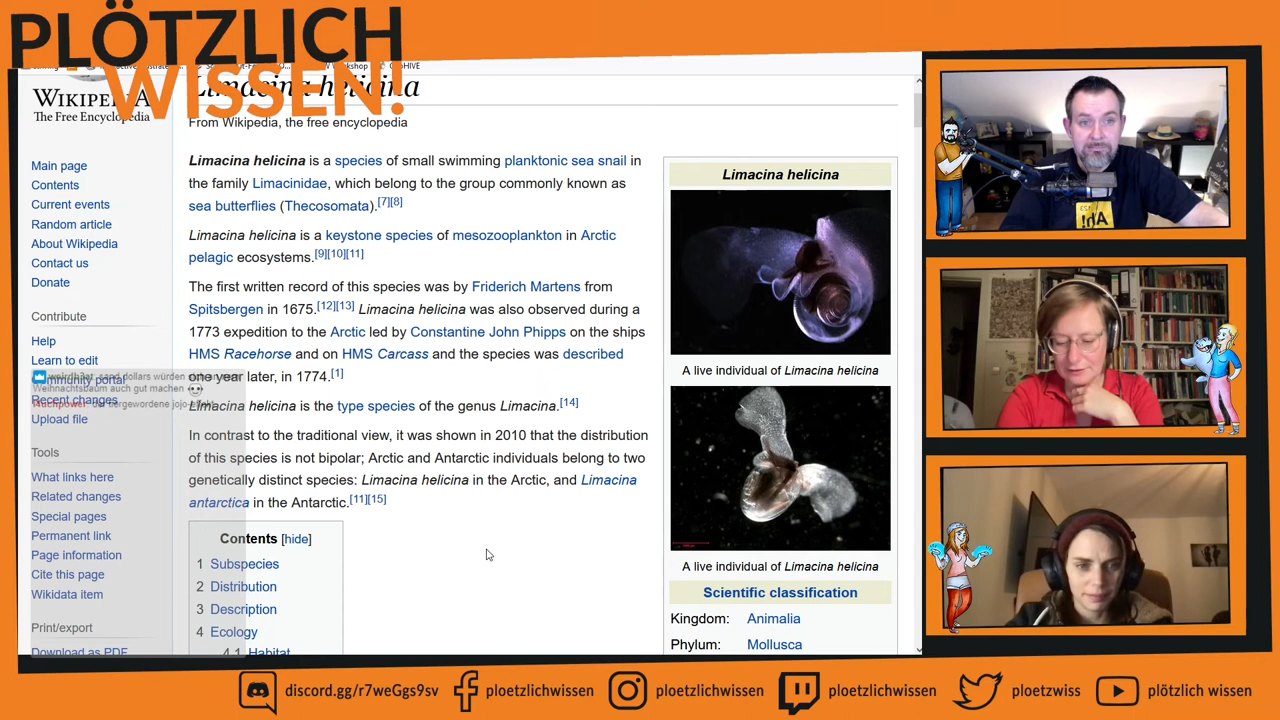 PLÖTZLICH
WISSEN!
WIKIPEDIA
The Free Encyclopedia
Main page
Contents
Current events
Random article
About Wikipedia
Contact us
Donate
Contribute
Help
Learn to edit
Community portal
Recent changes
Upload file
Tools
What links here
Related changes
Special pages
Permanent link
Page information
Cite this page
Wikidata item
Print/export
Download as PDF
Limacina helicina
From Wikipedia, the free encyclopedia
Limacina helicina is a species of small swimming planktonic sea snail in
the family Limacinidae, which belong to the group commonly known as
sea butterflies (Thecosomata).[7][8]
Limacina helicina is a keystone species of mesozooplankton in Arctic
pelagic ecosystems.[9][10][11]
The first written record of this species was by Friderich Martens from
Spitsbergen in 1675.[12][13] Limacina helicina was also observed during a
1773 expedition to the Arctic led by Constantine John Phipps on the ships
HMS Racehorse and on HMS Carcass and the species was described
one year later, in 1774.[1]
Limacina helicina is the type species of the genus Limacina.[14]
In contrast to the traditional view, it was shown in 2010 that the distribution
of this species is not bipolar; Arctic and Antarctic individuals belong to two
genetically distinct species: Limacina helicina in the Arctic, and Limacina
antarctica in the Antarctic.[11][15]
Contents [hide]
1 Subspecies
2 Distribution
3 Description
4 Ecology
4.1 Habitat
Limacina helicina
A live individual of Limacina helicina
A live individual of Limacina helicina
Scientific classification
Kingdom: Animalia
Phylum: Mollusca
sand dollars würden sich
Weihnachtsbaum auch gut machen
discord.gg/r7weGgs9sv
ploetzlichwissen
ploetzlichwissen
ploetzlichwissen
ploetzwiss
plötzlich wissen